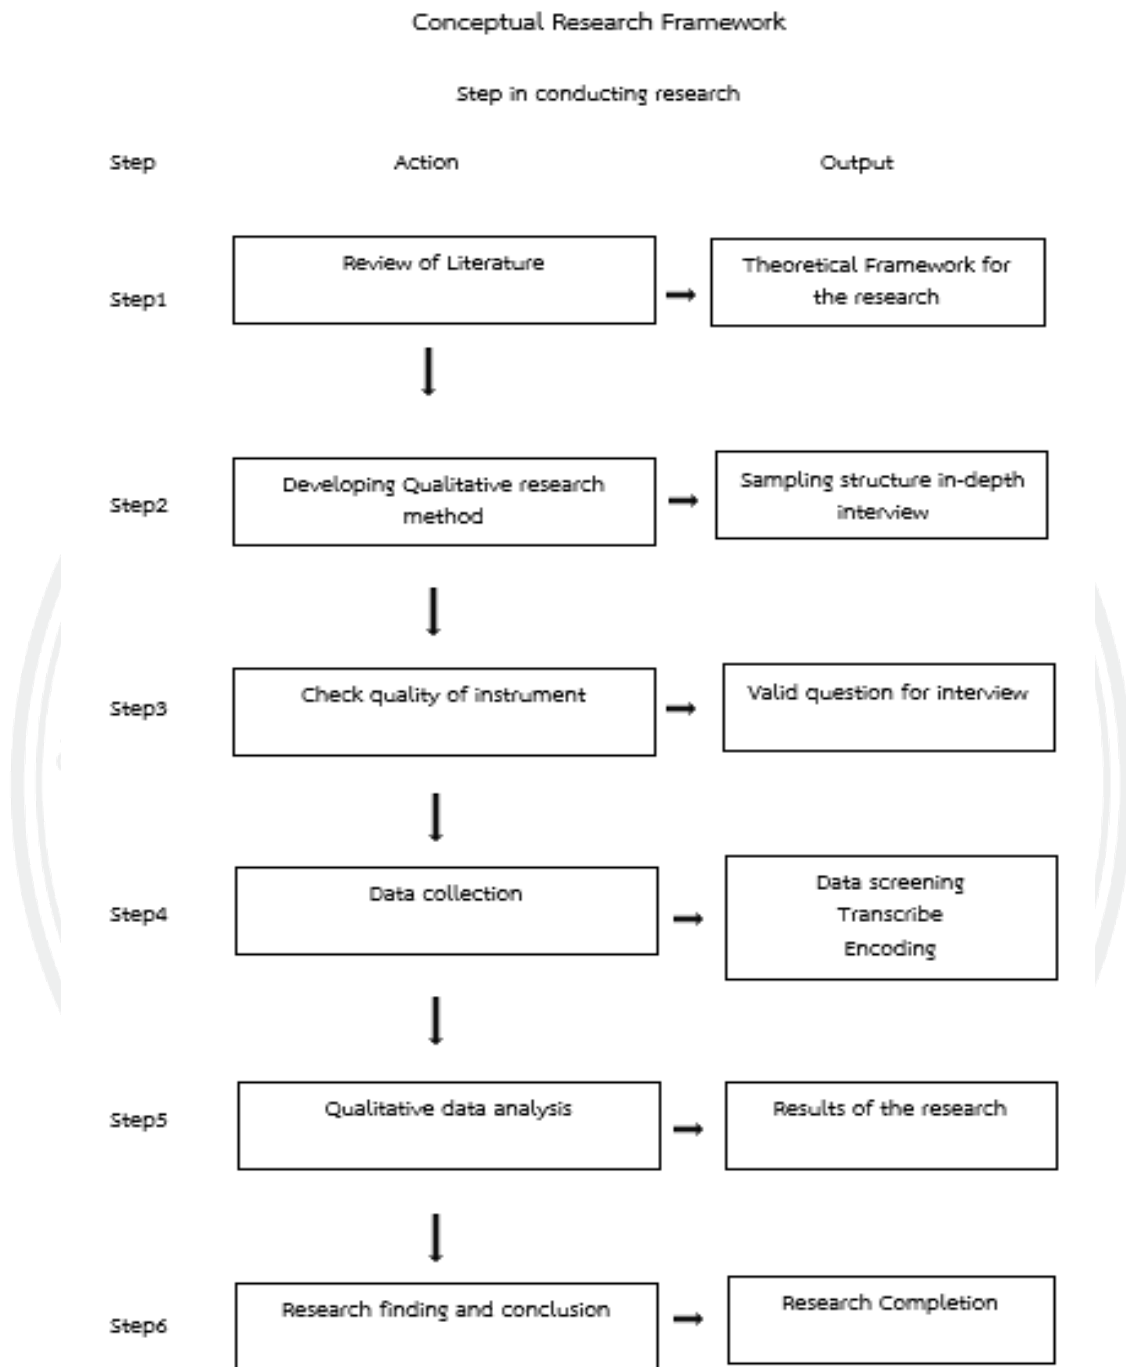 Conceptual Research Framework
Step in conducting research
Step Action Output
Step1
Review of Literature
Theoretical Framework for
the research
Step2
Developing Qualitative research
method
Sampling structure in-depth
interview
Step3
Check quality of instrument
Valid question for interview
Step4
Data collection
Data screening
Transcribe
Encoding
Step5
Qualitative data analysis
Results of the research
Step6
Research finding and conclusion
Research Completion